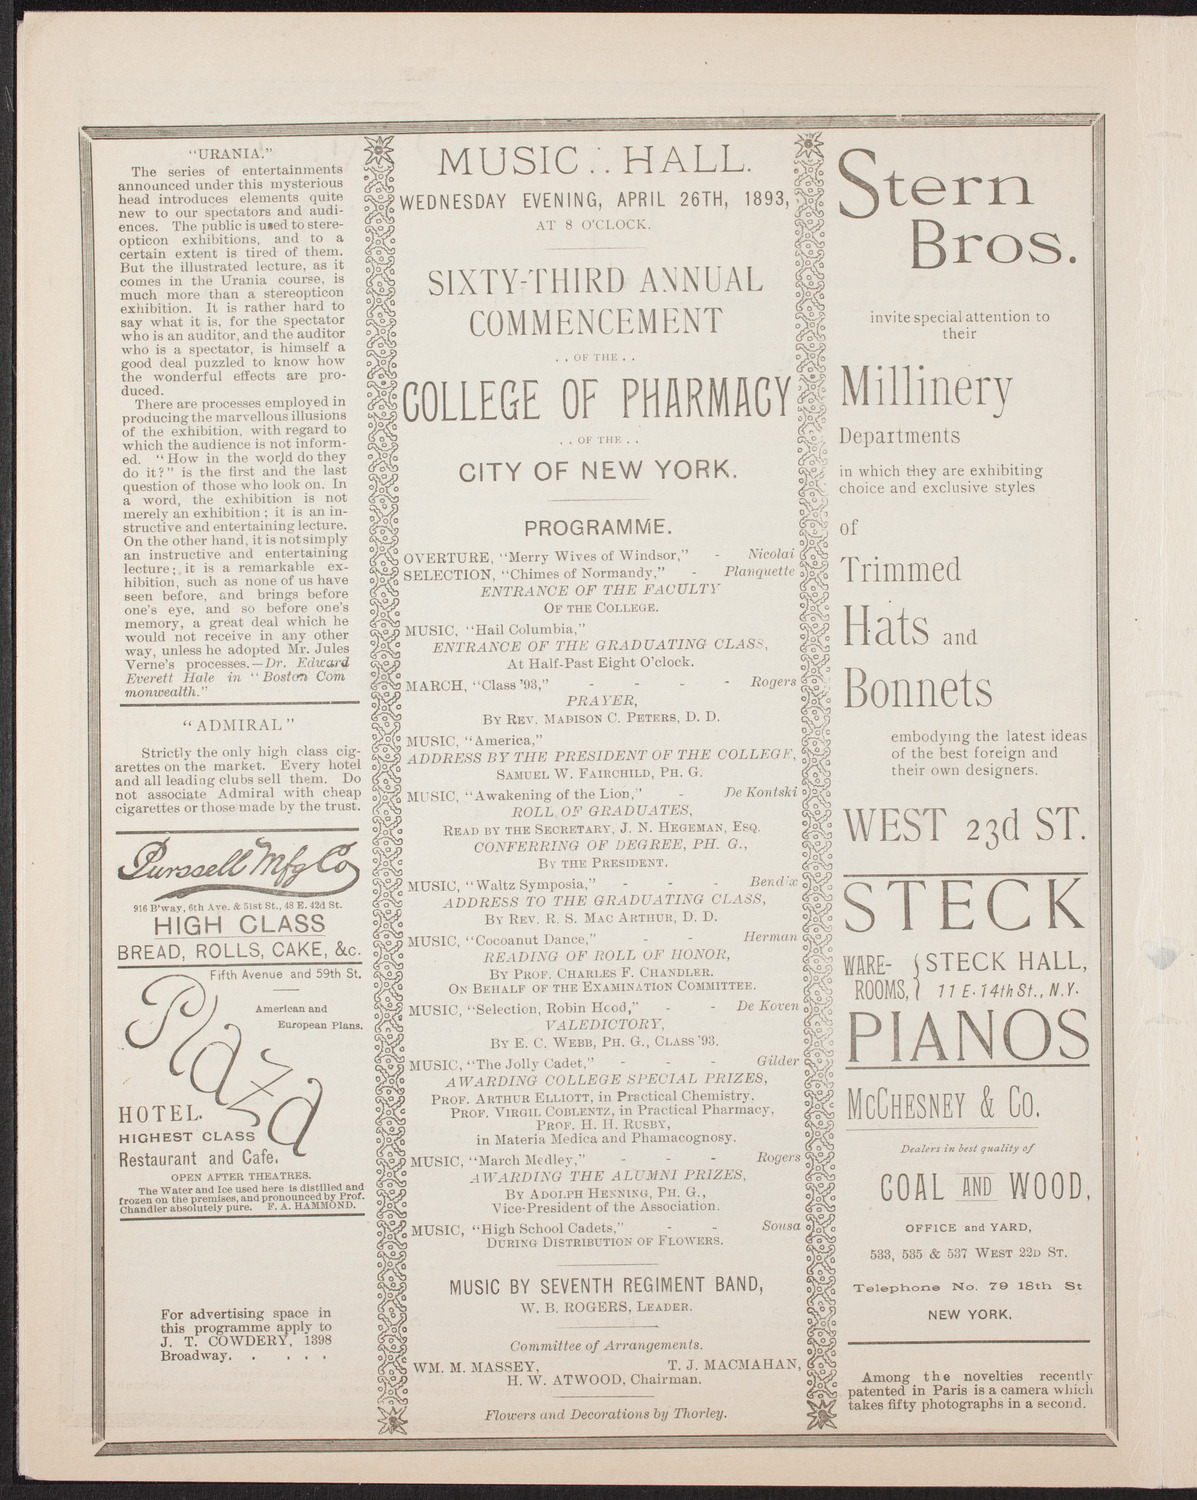 "URANIA."
The series of entertainments
announced under this mysterious
head introduces elements quite
new to our spectators and audi-
ences. The public is used to stere-
opticon exhibitions, and to a
certain extent is tired of them.
But the illustrated lecture, as it
comes in the Urania course, is
much more than a stereopticon
exhibition. It is rather hard to
say what it is, for the spectator
who is an auditor, and the auditor
who is a spectator, is himself a
good deal puzzled to know how
the wonderful effects are pro-
duced.
There are processes employed in
producing the marvellous illusions
of the exhibition, with regard to
which the audience is not inform-
ed. "How in the world do they
do it?" is the first and the last
question of those who look on. In
a word, the exhibition is not
merely an exhibition; it is an in-
structive and entertaining lecture.
On the other hand, it is not simply
an instructive and entertaining
lecture; it is a remarkable ex-
hibition, such as none of us have
seen before, and brings before
one's eye, and so before one's
memory, a great deal which he
would not receive in any other
way, unless he adopted Mr. Jules
Verne's processes.—Dr. Edward
Everett Hale in "Boston Com
monwealth."
"ADMIRAL"
Strictly the only high class cig-
arettes on the market. Every hotel
and all leading clubs sell them. Do
not associate Admiral with cheap
cigarettes or those made by the trust.
Purssell Mfg Co
916 B'way, 6th Ave. & 51st St., 48 E. 42d St.
HIGH CLASS
BREAD, ROLLS, CAKE, &c.
Fifth Avenue and 59th St.
American and
European Plans.
Plaza
HOTEL.
HIGHEST CLASS
Restaurant and Cafe.
OPEN AFTER THEATRES.
The Water and Ice used here is distilled and
frozen on the premises, and pronounced by Prof.
Chandler absolutely pure. F. A. HAMMOND.
For advertising space in
this programme apply to
J. T. COWDERY, 1398
Broadway. . . . .
MUSIC . : HALL.
WEDNESDAY EVENING, APRIL 26TH, 1893,
AT 8 O'CLOCK.
SIXTY-THIRD ANNUAL
COMMENCEMENT
. . OF THE . .
COLLEGE OF PHARMACY
. . OF THE . .
CITY OF NEW YORK.
PROGRAMME.
OVERTURE, "Merry Wives of Windsor," - Nicolai
SELECTION, "Chimes of Normandy," - Planquette
ENTRANCE OF THE FACULTY
OF THE COLLEGE.
MUSIC, "Hail Columbia,"
ENTRANCE OF THE GRADUATING CLASS,
At Half-Past Eight O'clock.
MARCH, "Class '93," - - - - Rogers
PRAYER,
BY REV. MADISON C. PETERS, D. D.
MUSIC, "America,"
ADDRESS BY THE PRESIDENT OF THE COLLEGE,
SAMUEL W. FAIRCHILD, PH. G.
MUSIC, "Awakening of the Lion," - De Kontski
ROLL OF GRADUATES,
READ BY THE SECRETARY, J. N. HEGEMAN, ESQ.
CONFERRING OF DEGREE, PH. G.,
BY THE PRESIDENT.
MUSIC, "Waltz Symposia," - - - Bendix
ADDRESS TO THE GRADUATING CLASS,
BY REV. R. S. MAC ARTHUR, D. D.
MUSIC, "Cocoanut Dance," - - Herman
READING OF ROLL OF HONOR,
BY PROF. CHARLES F. CHANDLER.
ON BEHALF OF THE EXAMINATION COMMITTEE.
MUSIC, "Selection, Robin Hood," - - De Koven
VALEDICTORY,
BY E. C. WEBB, PH. G., CLASS '93.
MUSIC, "The Jolly Cadet," - - - Gilder
AWARDING COLLEGE SPECIAL PRIZES,
PROF. ARTHUR ELLIOTT, in Practical Chemistry.
PROF. VIRGIL COBLENTZ, in Practical Pharmacy,
PROF. H. H. RUSBY,
in Materia Medica and Phamacognosy.
MUSIC, "March Medley," - - - Rogers
AWARDING THE ALUMNI PRIZES,
BY ADOLPH HENNING, PH. G.,
Vice-President of the Association.
MUSIC, "High School Cadets," - - Sousa
DURING DISTRIBUTION OF FLOWERS.
MUSIC BY SEVENTH REGIMENT BAND,
W. B. ROGERS, LEADER.
Committee of Arrangements.
WM. M. MASSEY, T. J. MACMAHAN,
H. W. ATWOOD, Chairman.
Flowers and Decorations by Thorley.
Stern
Bros.
invite special attention to
their
Millinery
Departments
in which they are exhibiting
choice and exclusive styles
of
Trimmed
Hats and
Bonnets
embodying the latest ideas
of the best foreign and
their own designers.
WEST 23d ST.
STECK
WARE-
ROOMS,
STECK HALL,
11 E. 14th St., N.Y.
PIANOS
MCCHESNEY & CO.
Dealers in best quality of
COAL AND WOOD,
OFFICE and YARD,
533, 535 & 537 WEST 22D ST.
Telephone No. 79 18th St
NEW YORK.
Among the novelties recently
patented in Paris is a camera which
takes fifty photographs in a second.